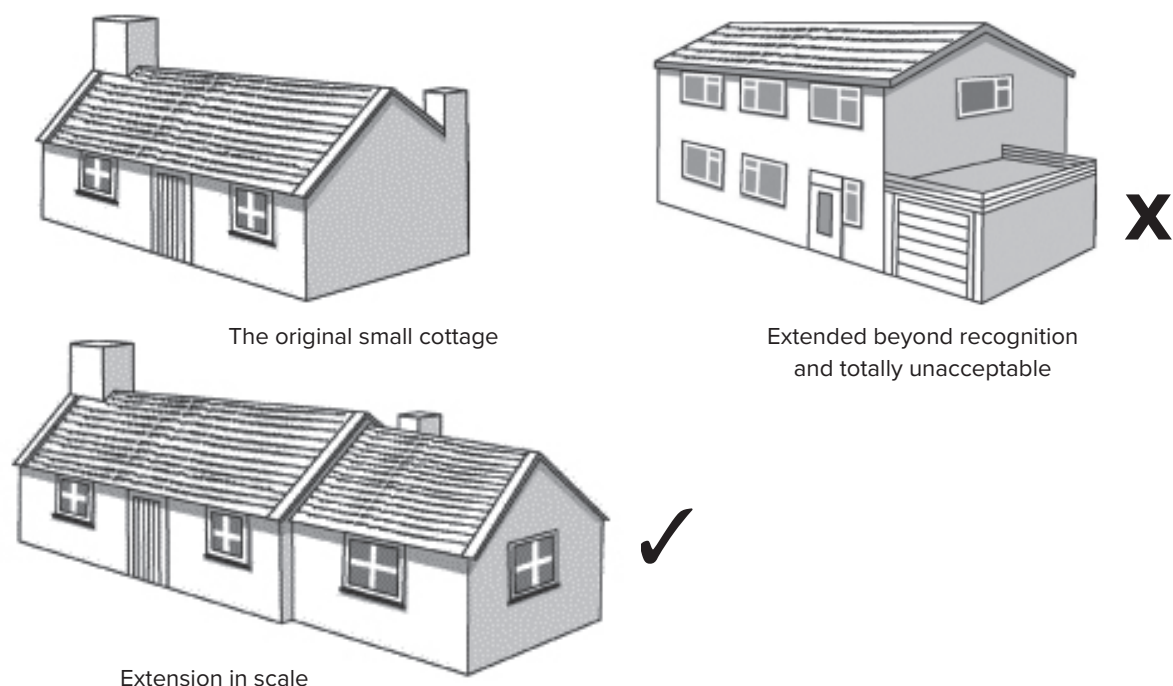 The original small cottage
Extended beyond recognition
and totally unacceptable
X
Extension in scale